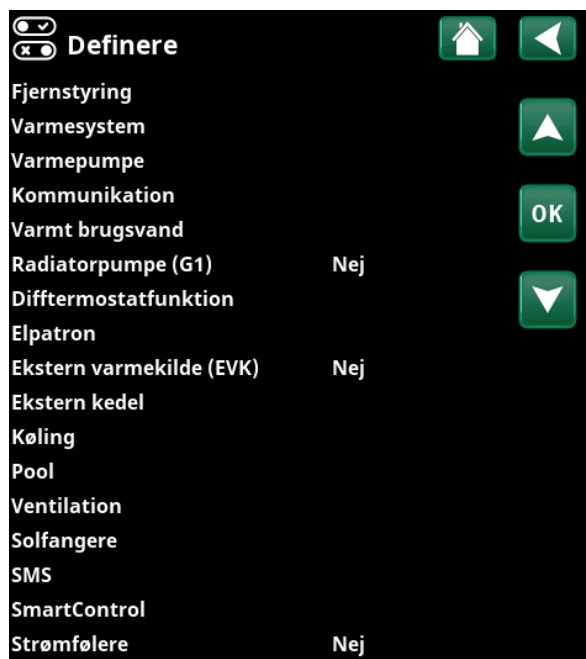 Definere
Fjernstyring
Varmesystem
Varmepumpe
Kommunikation
Varmt brugsvand
OK
Radiatorpumpe (G1) Nej
Difftermostatfunktion
Elpatron
Ekstern varmekilde (EVK) Nej
Ekstern kedel
Køling
Pool
Ventilation
Solfangere
SMS
SmartControl
Strømfølere Nej